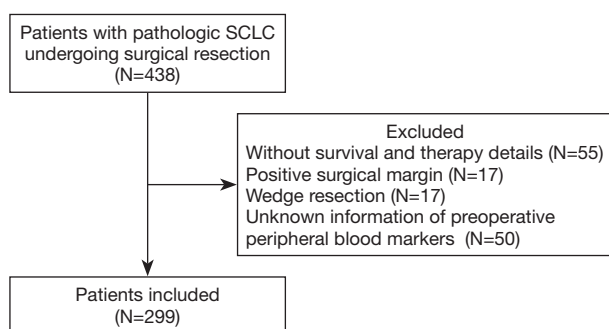 Patients with pathologic SCLC
undergoing surgical resection
(N=438)
Excluded
Without survival and therapy details (N=55)
Positive surgical margin (N=17)
Wedge resection (N=17)
Unknown information of preoperative
peripheral blood markers (N=50)
Patients included
(N=299)